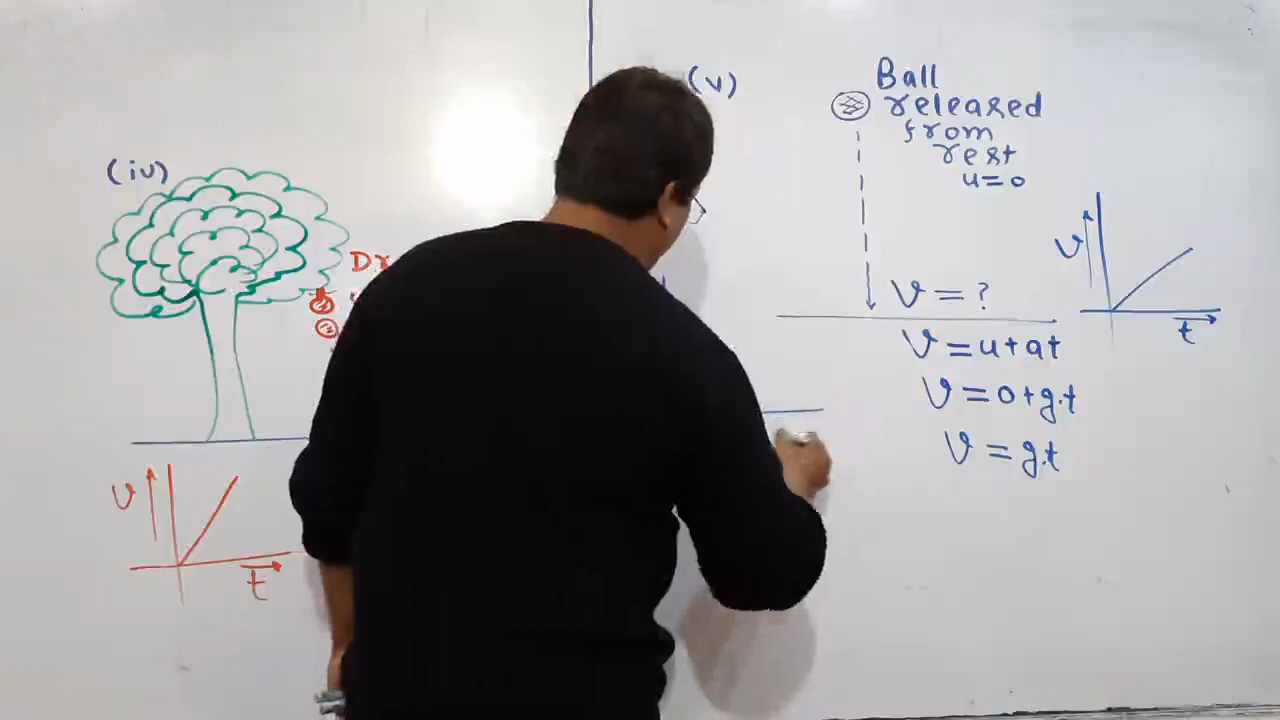 (iv)
v
t
(v)
Ball
released
from
rest
u=0
v = ?
v = u+at
v = 0+g.t
v = g.t
v
t